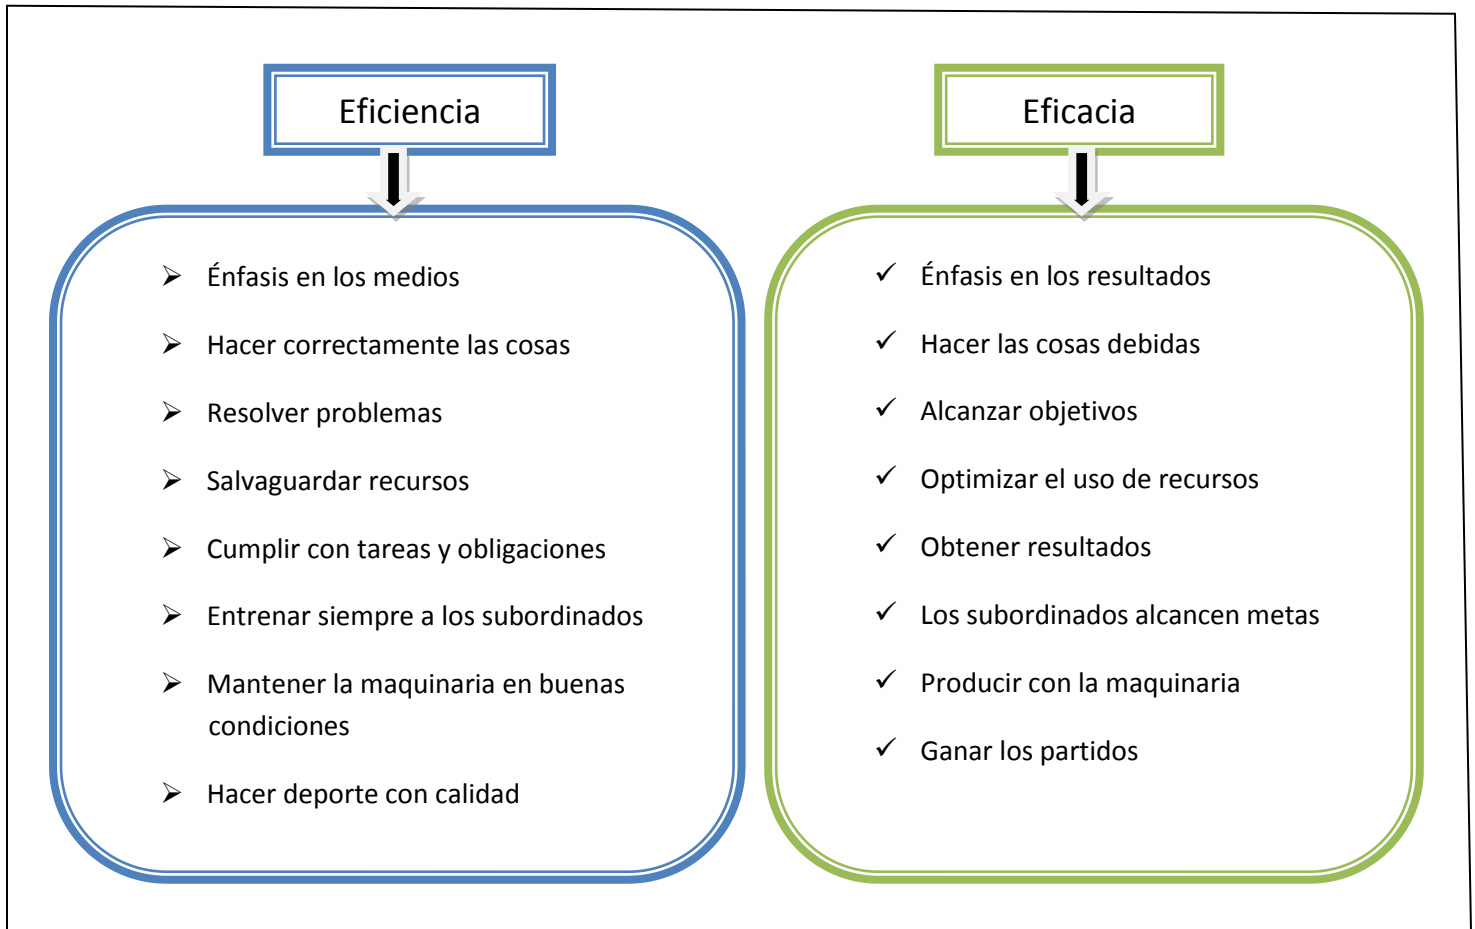 Eficiencia
Énfasis en los medios
Hacer correctamente las cosas
Resolver problemas
Salvaguardar recursos
Cumplir con tareas y obligaciones
Entrenar siempre a los subordinados
Mantener la maquinaria en buenas
condiciones
Hacer deporte con calidad
Eficacia
Énfasis en los resultados
Hacer las cosas debidas
Alcanzar objetivos
Optimizar el uso de recursos
Obtener resultados
Los subordinados alcancen metas
Producir con la maquinaria
Ganar los partidos